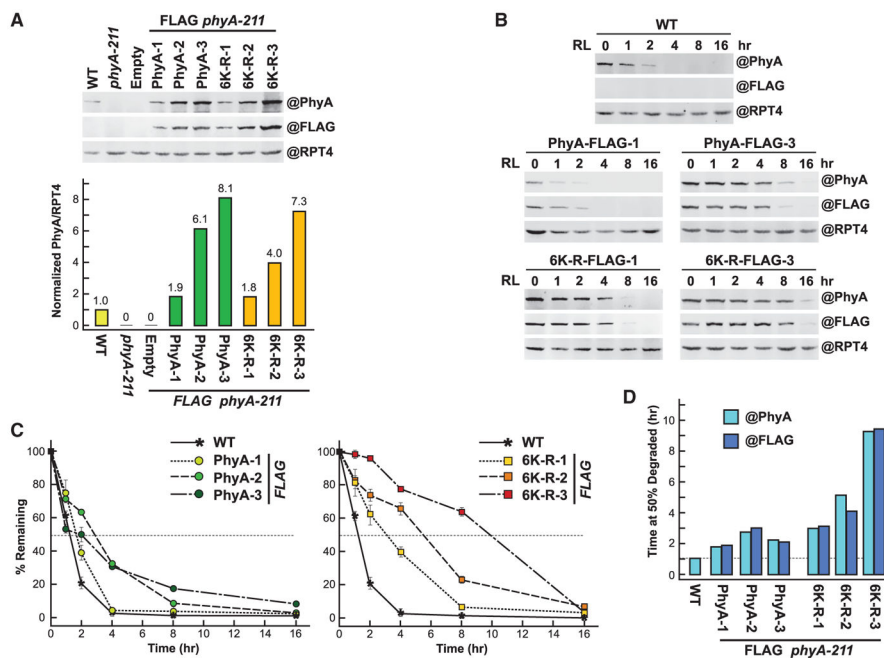 A
FLAG phyA-211
WT
phyA-211
Empty
PhyA-1
PhyA-2
PhyA-3
6K-R-1
6K-R-2
6K-R-3
@PhyA
@FLAG
@RPT4
Normalized PhyA/RPT4
8
6
4
2
0
1.0
0
0
1.9
6.1
8.1
1.8
4.0
7.3
WT
phyA-211
Empty
PhyA-1
PhyA-2
PhyA-3
6K-R-1
6K-R-2
6K-R-3
FLAG phyA-211
B
WT
RL 0 1 2 4 8 16 hr
@PhyA
@FLAG
@RPT4
PhyA-FLAG-1 PhyA-FLAG-3
RL 0 1 2 4 8 16 0 1 2 4 8 16 hr
@PhyA
@FLAG
@RPT4
6K-R-FLAG-1 6K-R-FLAG-3
RL 0 1 2 4 8 16 0 1 2 4 8 16 hr
@PhyA
@FLAG
@RPT4
C
% Remaining
100
80
60
40
20
0
0 2 4 8 12 16
Time (hr)
WT
PhyA-1
PhyA-2
PhyA-3
FLAG
100
80
60
40
20
0
0 2 4 8 12 16
Time (hr)
WT
6K-R-1
6K-R-2
6K-R-3
FLAG
D
Time at 50% Degraded (hr)
10
8
6
4
2
0
@PhyA
@FLAG
WT
PhyA-1
PhyA-2
PhyA-3
6K-R-1
6K-R-2
6K-R-3
FLAG phyA-211